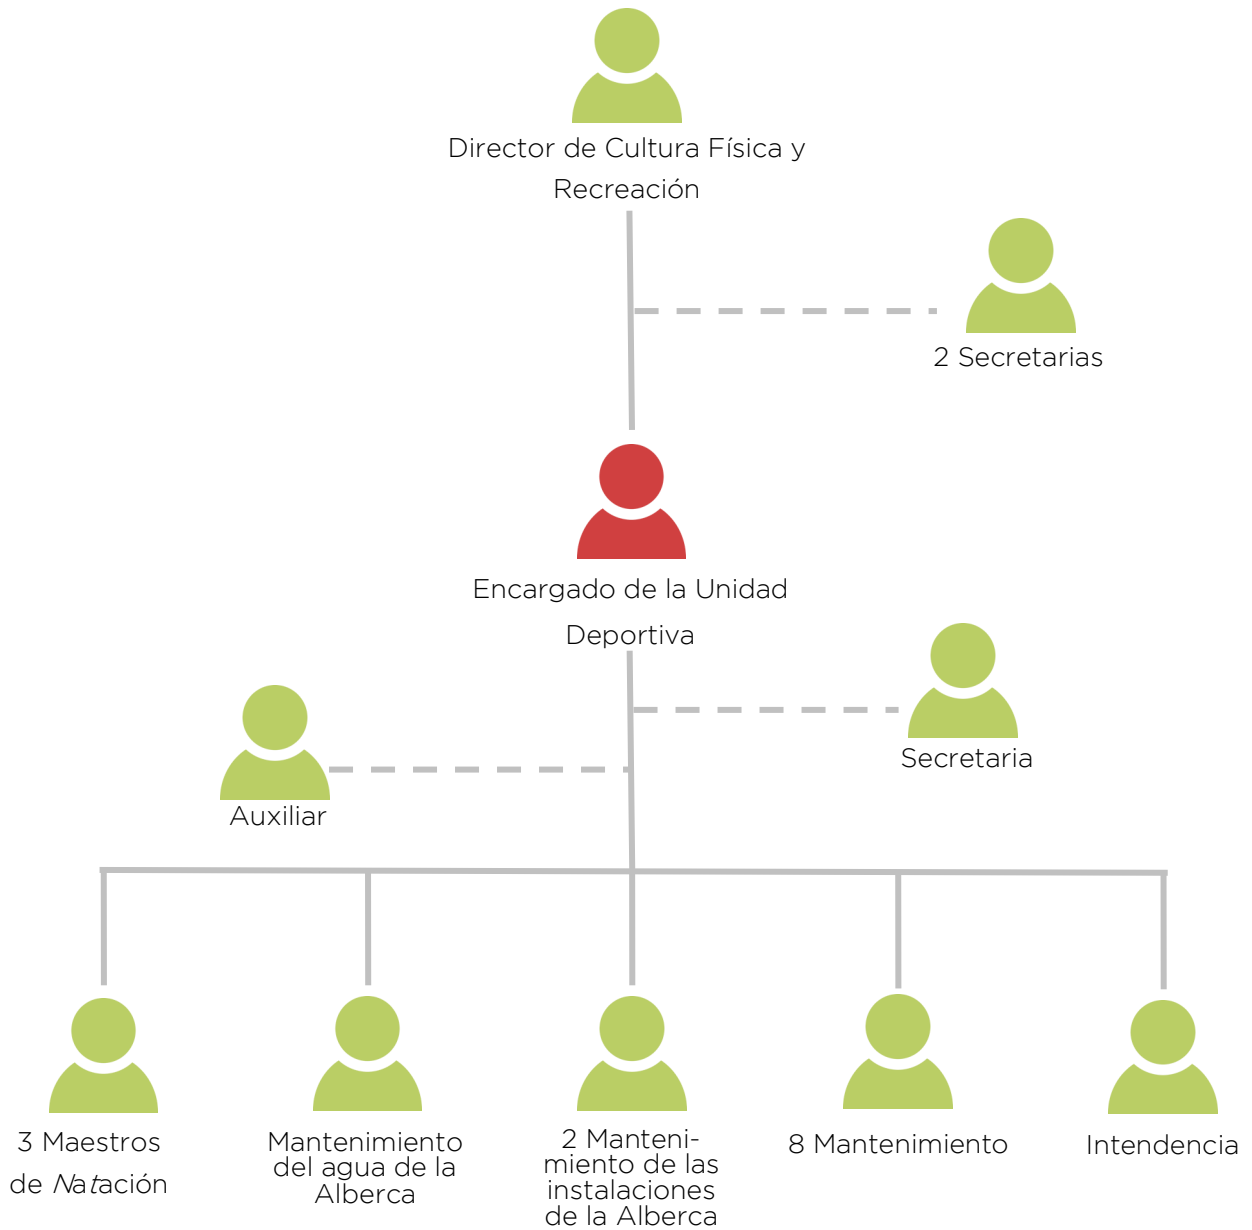 Director de Cultura Física y
Recreación
2 Secretarias
Encargado de la Unidad
Deportiva
Secretaria
Auxiliar
3 Maestros
de Natación
Mantenimiento
del agua de la
Alberca
2 Manteni-
miento de las
instalaciones
de la Alberca
8 Mantenimiento
Intendencia